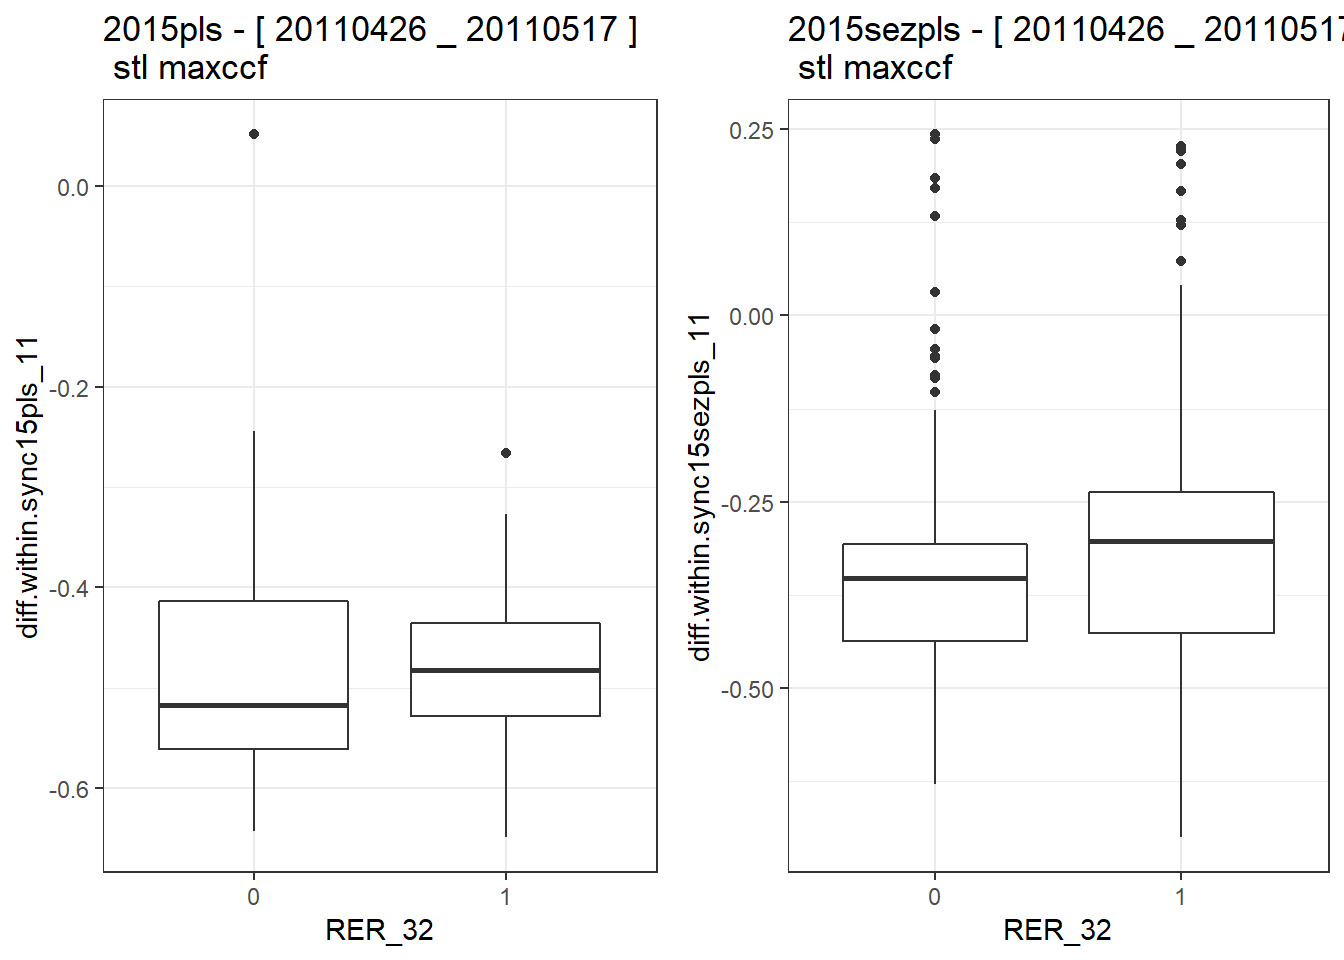 2015pls - [ 20110426 _ 20110517 ]
stl maxccf
diff.within.sync15pls_11
0.0
-0.2
-0.4
-0.6
0 1
RER_32
2015sezpls - [ 20110426 _ 20110517
stl maxccf
diff.within.sync15sezpls_11
0.25
0.00
-0.25
-0.50
0 1
RER_32